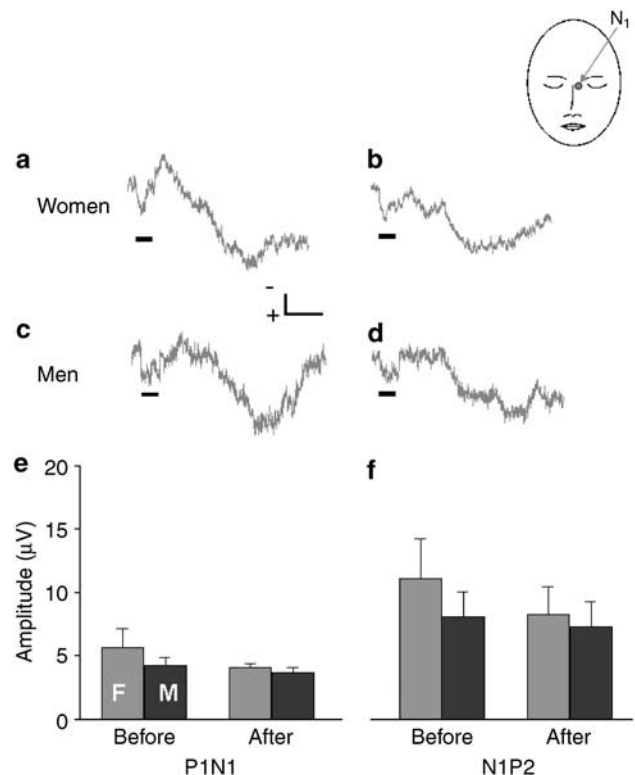 N1
a
b
Women
-
+
c
d
Men
e
f
20
15
10
5
0
Amplitude (µV)
F M
Before After Before After
P1N1 N1P2